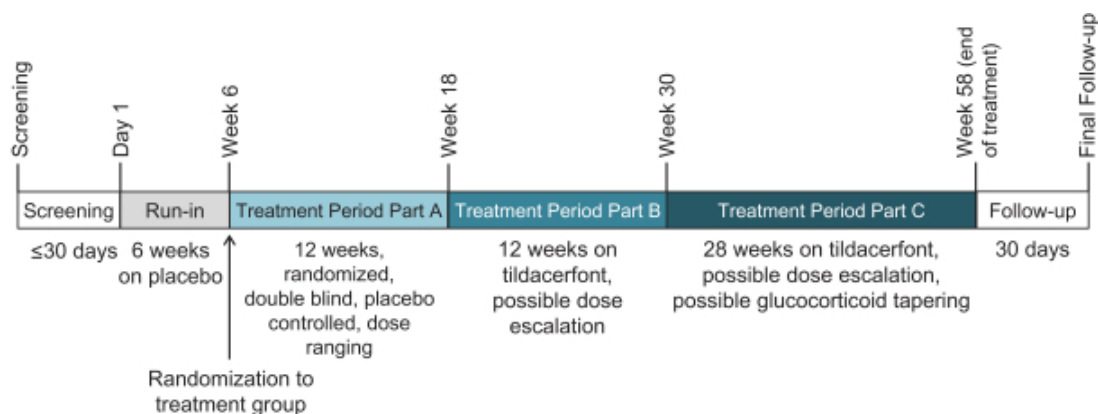 Screening
Day 1
Week 6
Week 18
Week 30
Week 58 (end
of treatment)
Final Follow-up
Screening
Run-in
Treatment Period Part A
Treatment Period Part B
Treatment Period Part C
Follow-up
≤30 days
6 weeks
on placebo
12 weeks,
randomized,
double blind, placebo
controlled, dose
ranging
12 weeks on
tildacerfont,
possible dose
escalation
28 weeks on tildacerfont,
possible dose escalation,
possible glucocorticoid tapering
30 days
Randomization to
treatment group